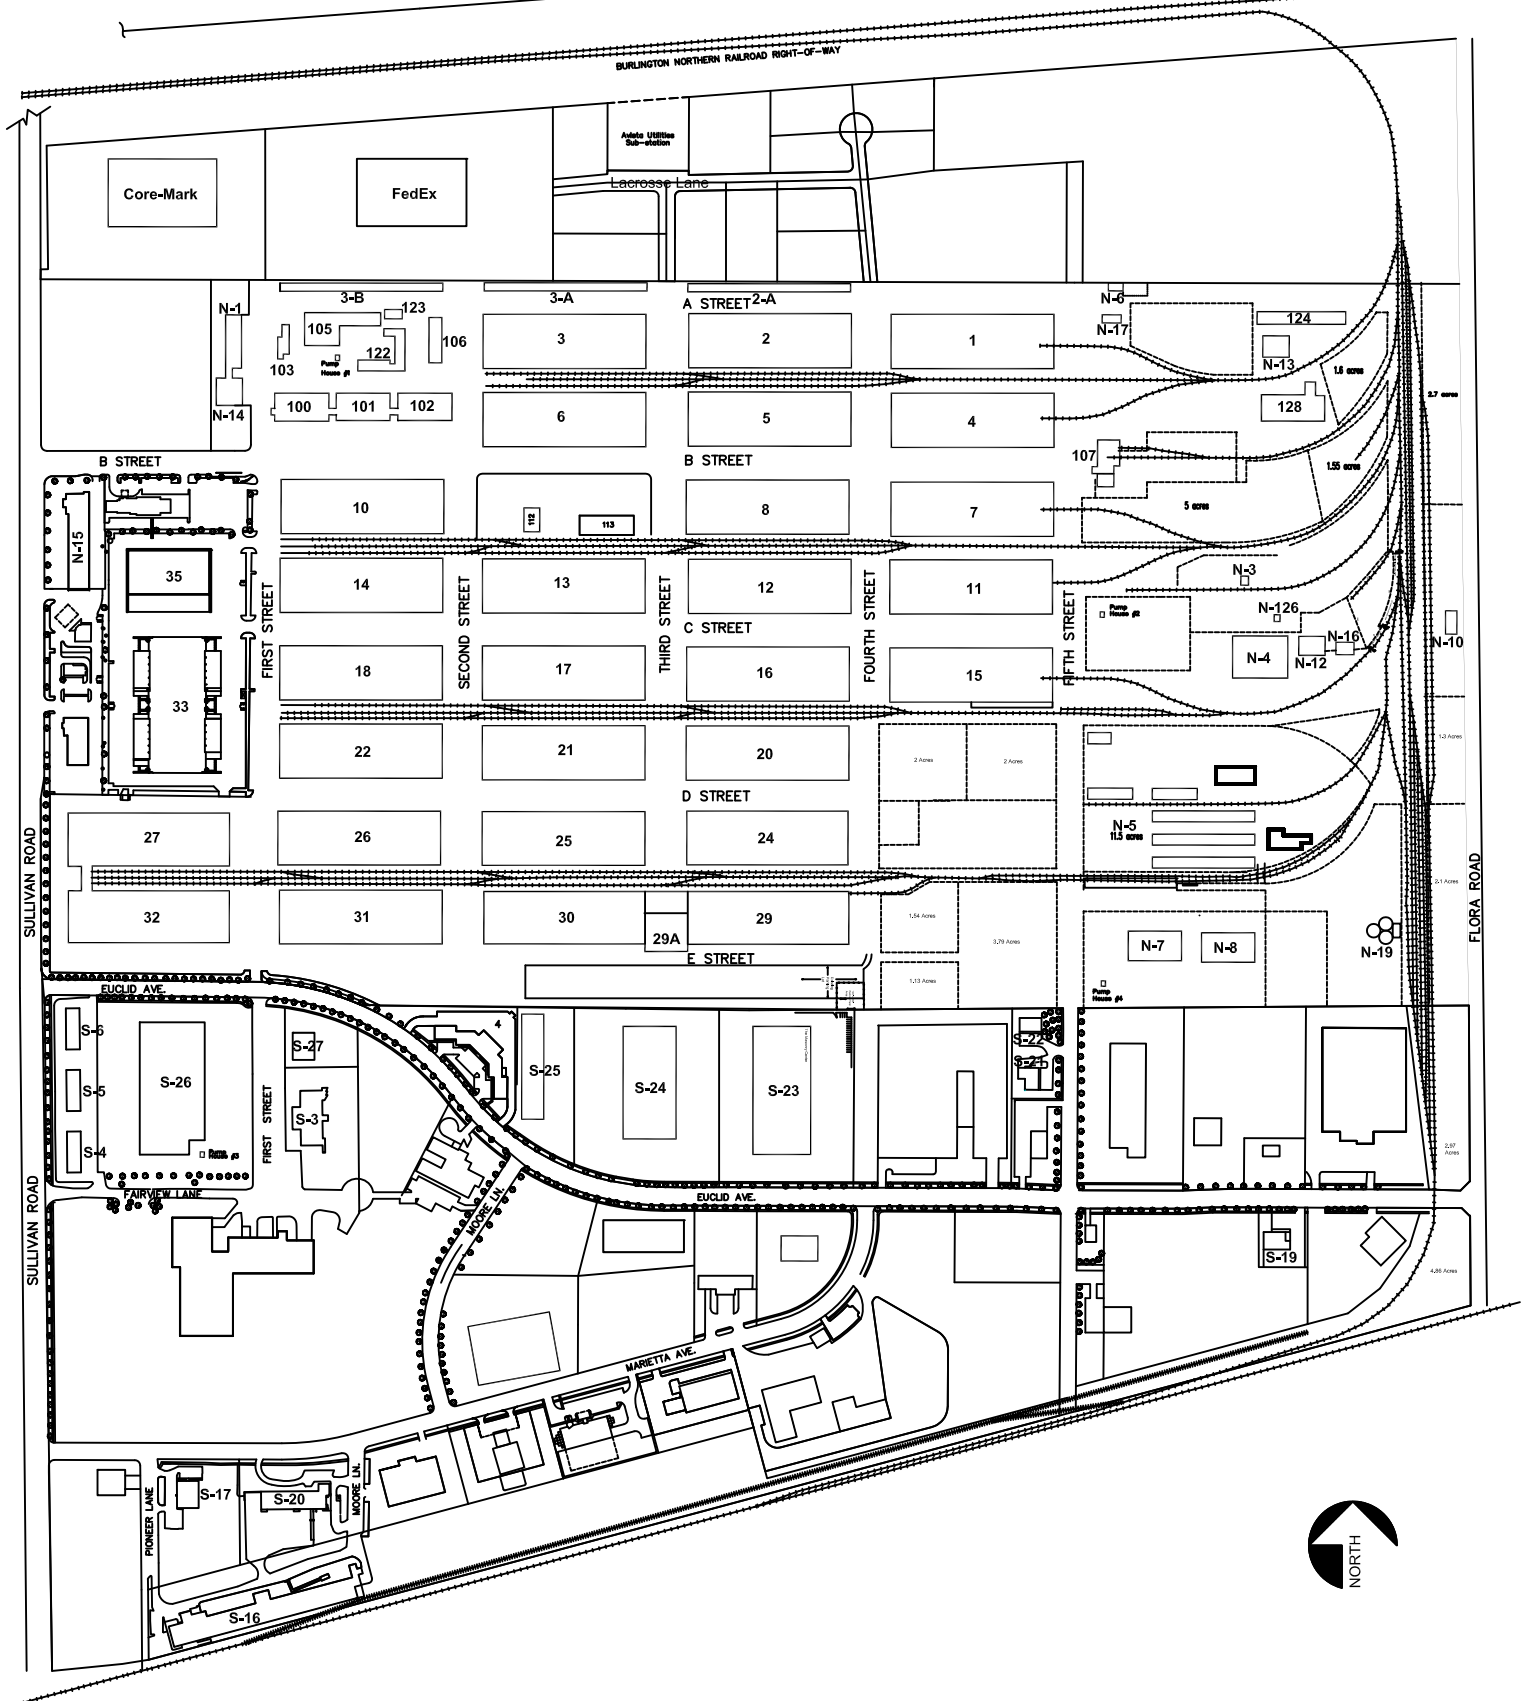 BURLINGTON NORTHERN RAILROAD RIGHT-OF-WAY
Avista Utilities
Sub-station
Lacrosse Lane
Core-Mark
FedEx
N-1
3-B
3-A
A STREET
2-A
N-6
123
105
106
3
2
1
N-17
124
122
Pump
House #1
103
N-13
1.6 acres
N-14
100
101
102
6
5
4
128
2.7 acres
B STREET
B STREET
107
1.55 acres
5 acres
10
112
113
8
7
N-15
35
14
13
12
11
N-3
FIRST STREET
SECOND STREET
THIRD STREET
FOURTH STREET
FIFTH STREET
Pump
House #2
N-126
C STREET
N-16
N-10
N-4
N-12
18
17
16
15
33
22
21
20
2 Acres
2 Acres
1.3 Acres
D STREET
27
26
25
24
N-5
11.5 acres
SULLIVAN ROAD
FLORA ROAD
2.1 Acres
32
31
30
29A
29
1.54 Acres
3.79 Acres
N-7
N-8
N-19
E STREET
1.13 Acres
Pump
House #4
EUCLID AVE.
S-6
S-27
4
S-25
S-24
S-23
S-22
S-21
S-5
S-26
S-3
FIRST STREET
S-4
Pump
House #3
2.97
Acres
FAIRVIEW LANE
EUCLID AVE.
MOORE LN.
SULLIVAN ROAD
S-19
4.86 Acres
MARIETTA AVE.
PIONEER LANE
S-17
S-20
MOORE LN.
S-16
NORTH